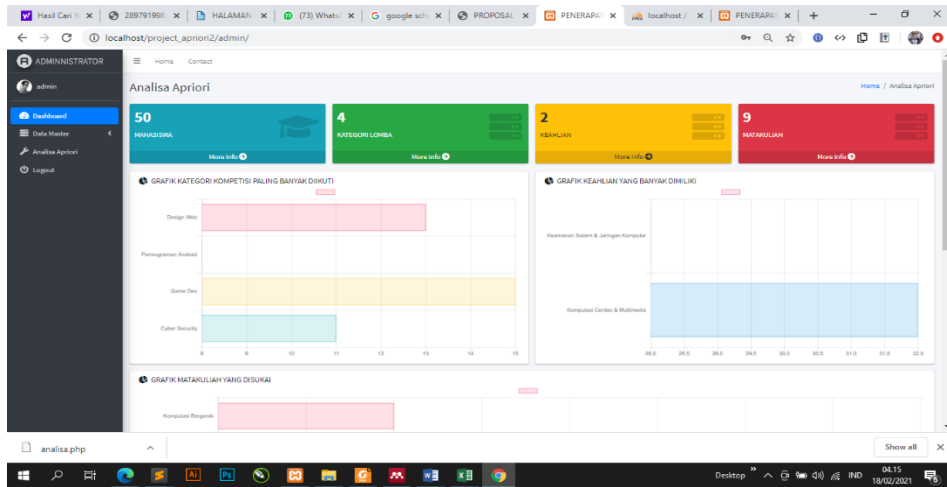 Hasil Cari Y
289791998
HALAMAN
(73) Whats
google sch
PROPOSAL
PENERAPA
localhost /
PENERAPA
localhost/project_apriori2/admin/
ADMINNISTRATOR
Home Contact
admin
Analisa Apriori
Home / Analisa Apriori
Dashboard
Data Master
Analisa Apriori
Logout
50
MAHASISWA
More Info
4
KATEGORI LOMBA
More Info
2
KEAHLIAN
More Info
9
MATAKULIAH
More Info
GRAFIK KATEGORI KOMPETISI PALING BANYAK DIIKUTI
Design Web
Pemrograman Android
Game Dev
Cyber Security
8 9 10 11 12 13 14 15
GRAFIK KEAHLIAN YANG BANYAK DIMILIKI
Keamanan Sistem & Jaringan Komputer
Komputasi Cerdas & Multimedia
28.0 28.5 29.0 29.5 30.0 30.5 31.0 31.5 32.0
GRAFIK MATAKULIAH YANG DISUKAI
Komputasi Bergerak
analisa.php
Show all
Ai
Ps
Desktop
IND
04.15
18/02/2021